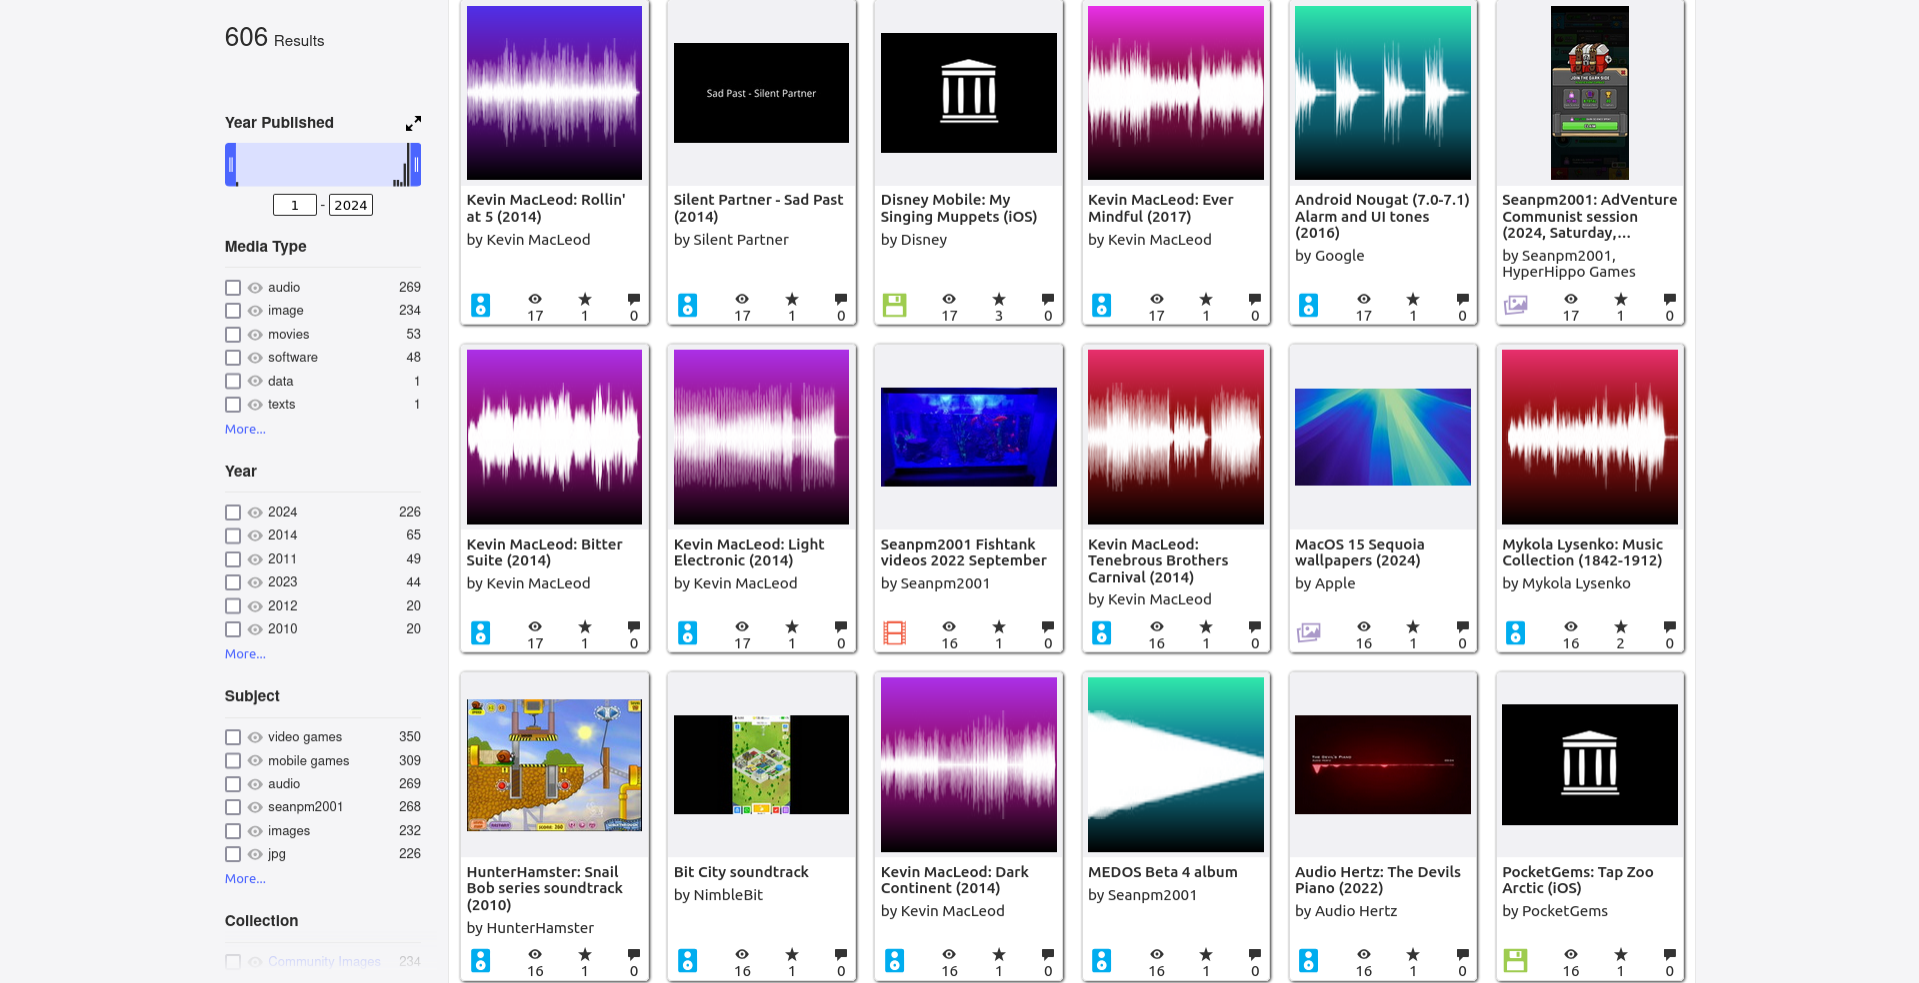 606 Results
Year Published
1 - 2024
Media Type
audio 269
image 234
movies 53
software 48
data 1
texts 1
More...
Year
2024 226
2014 65
2011 49
2023 44
2012 20
2010 20
More...
Subject
video games 350
mobile games 309
audio 269
seanpm2001 268
images 232
jpg 226
More...
Collection
Community Images 234
Kevin MacLeod: Rollin'
at 5 (2014)
by Kevin MacLeod
17 1 0
Sad Past - Silent Partner
Silent Partner - Sad Past
(2014)
by Silent Partner
17 1 0
Disney Mobile: My
Singing Muppets (iOS)
by Disney
17 3 0
Kevin MacLeod: Ever
Mindful (2017)
by Kevin MacLeod
17 1 0
Android Nougat (7.0-7.1)
Alarm and UI tones
(2016)
by Google
17 1 0
JOIN THE DARK SIDE
Seanpm2001: AdVenture
Communist session
(2024, Saturday,...
by Seanpm2001,
HyperHippo Games
17 1 0
Kevin MacLeod: Bitter
Suite (2014)
by Kevin MacLeod
17 1 0
Kevin MacLeod: Light
Electronic (2014)
by Kevin MacLeod
17 1 0
Seanpm2001 Fishtank
videos 2022 September
by Seanpm2001
16 1 0
Kevin MacLeod:
Tenebrous Brothers
Carnival (2014)
by Kevin MacLeod
16 1 0
MacOS 15 Sequoia
wallpapers (2024)
by Apple
16 1 0
Mykola Lysenko: Music
Collection (1842-1912)
by Mykola Lysenko
16 2 0
HunterHamster: Snail
Bob series soundtrack
(2010)
by HunterHamster
16 1 0
Bit City soundtrack
by NimbleBit
16 1 0
Kevin MacLeod: Dark
Continent (2014)
by Kevin MacLeod
16 1 0
MEDOS Beta 4 album
by Seanpm2001
16 1 0
The Devil's Piano
Audio Hertz: The Devils
Piano (2022)
by Audio Hertz
16 1 0
PocketGems: Tap Zoo
Arctic (iOS)
by PocketGems
16 1 0